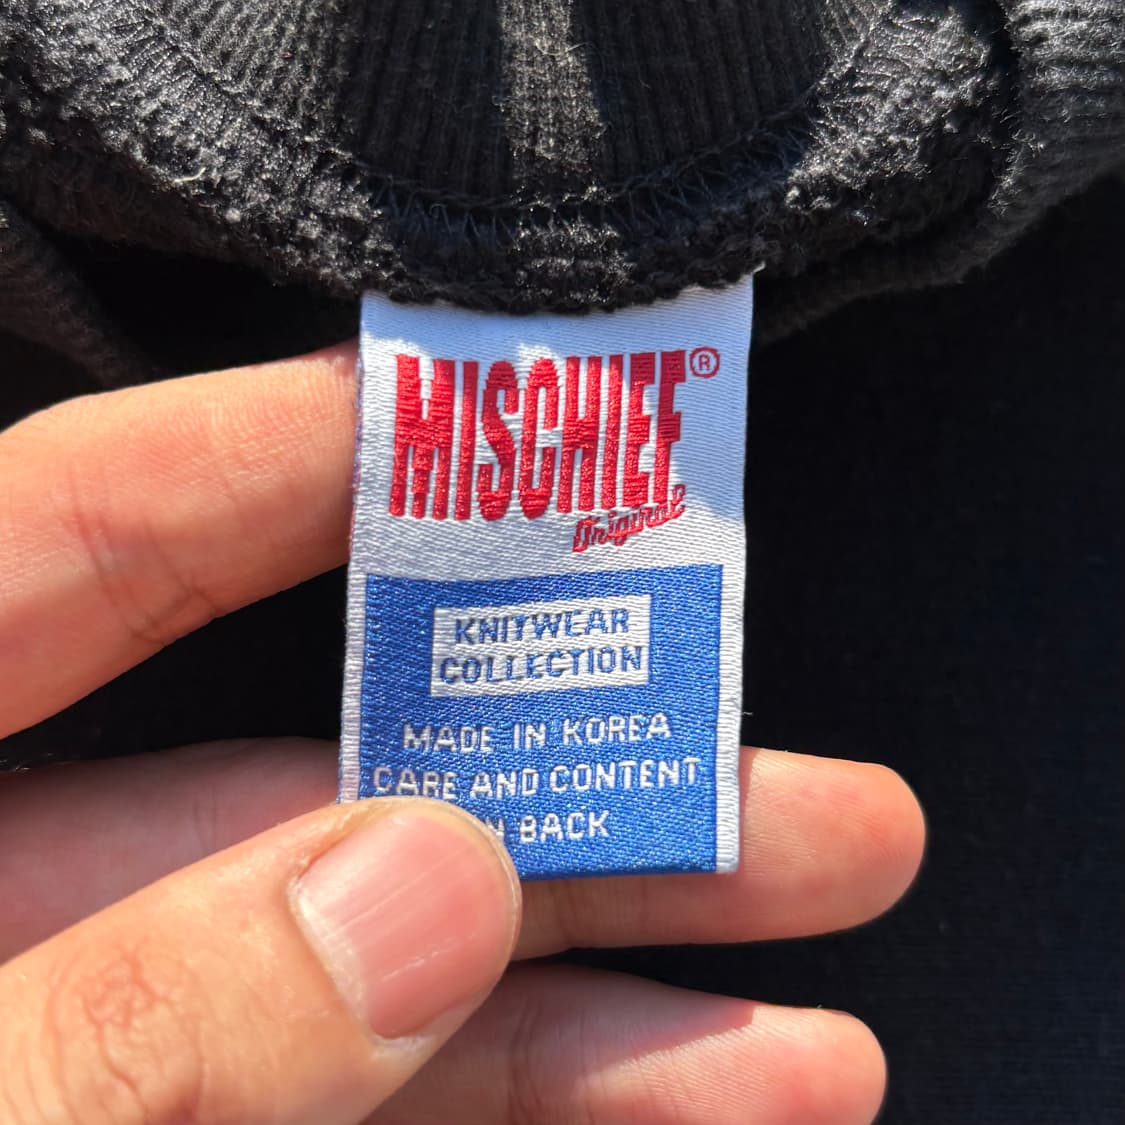 MISCHIEF®
Original
KNITWEAR
COLLECTION
MADE IN KOREA
CARE AND CONTENT
BACK